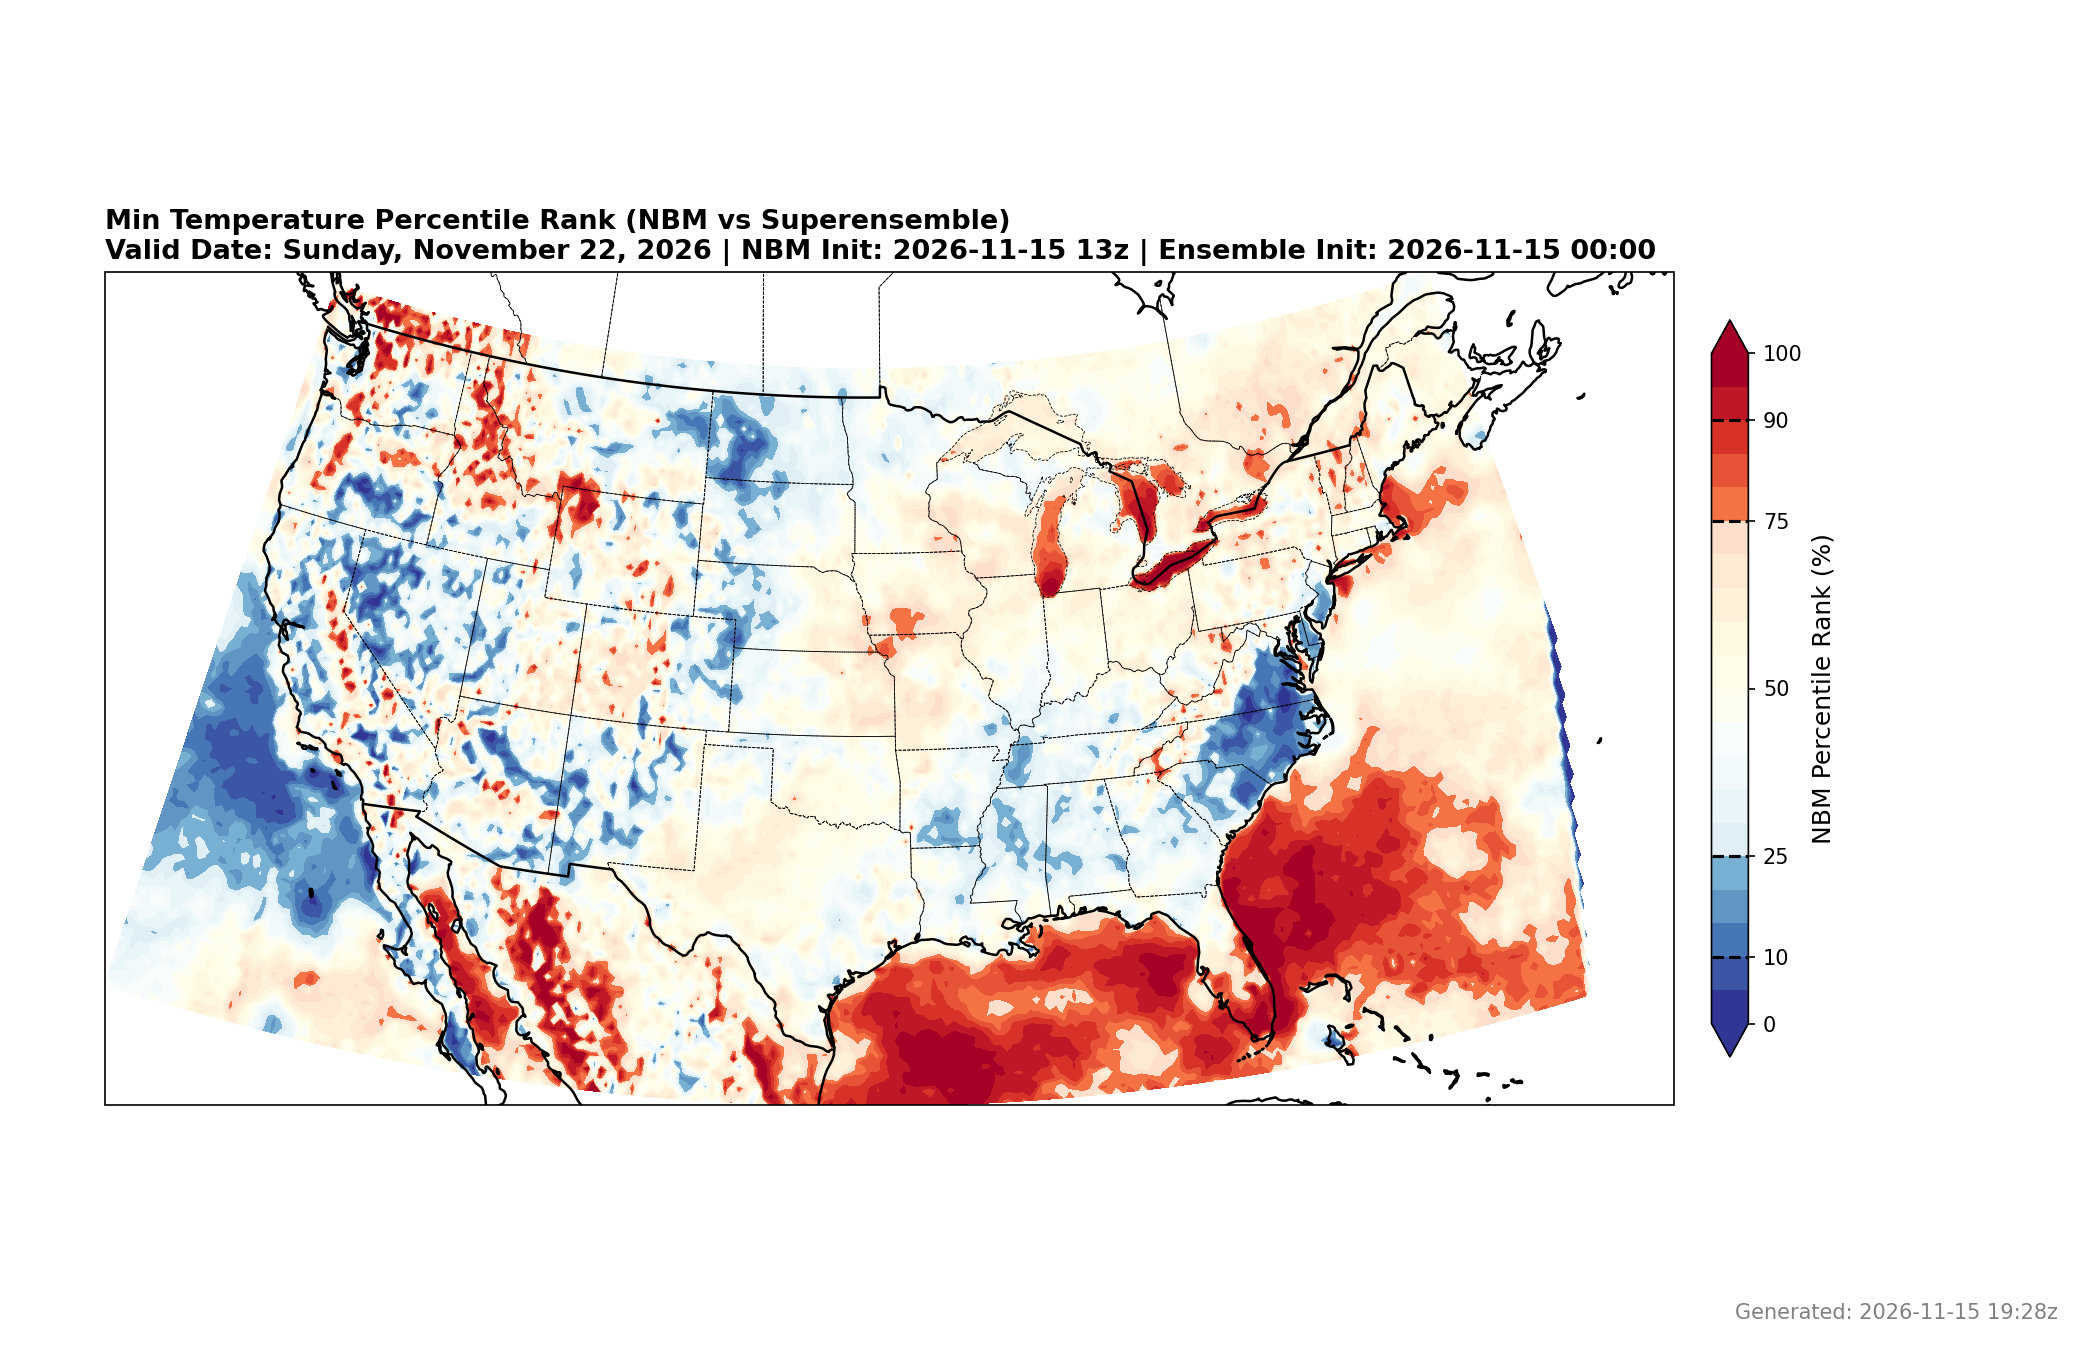 Min Temperature Percentile Rank (NBM vs Superensemble)
Valid Date: Sunday, November 22, 2026 | NBM Init: 2026-11-15 13z | Ensemble Init: 2026-11-15 00:00
100
90
75
50
25
10
0
NBM Percentile Rank (%)
Generated: 2026-11-15 19:28z